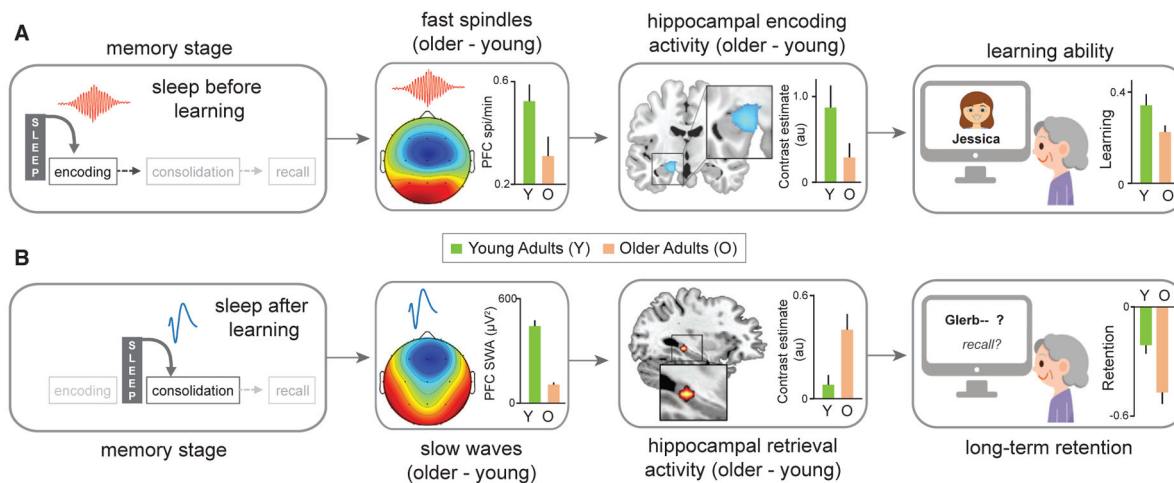 A
memory stage
sleep before
learning
SLEEP
encoding
consolidation
recall
fast spindles
(older - young)
PFC spi/min
0.6
0.2
Y O
hippocampal encoding
activity (older - young)
Contrast estimate
(au)
1.0
0
Y O
learning ability
Jessica
Learning
0.4
0
Y O
Young Adults (Y)
Older Adults (O)
B
sleep after
learning
SLEEP
encoding
consolidation
recall
memory stage
PFC SWA (µV²)
600
0
Y O
slow waves
(older - young)
Contrast estimate
(au)
0.6
0
Y O
hippocampal retrieval
activity (older - young)
Glerb-- ?
recall?
Y O
0
Retention
-0.6
long-term retention